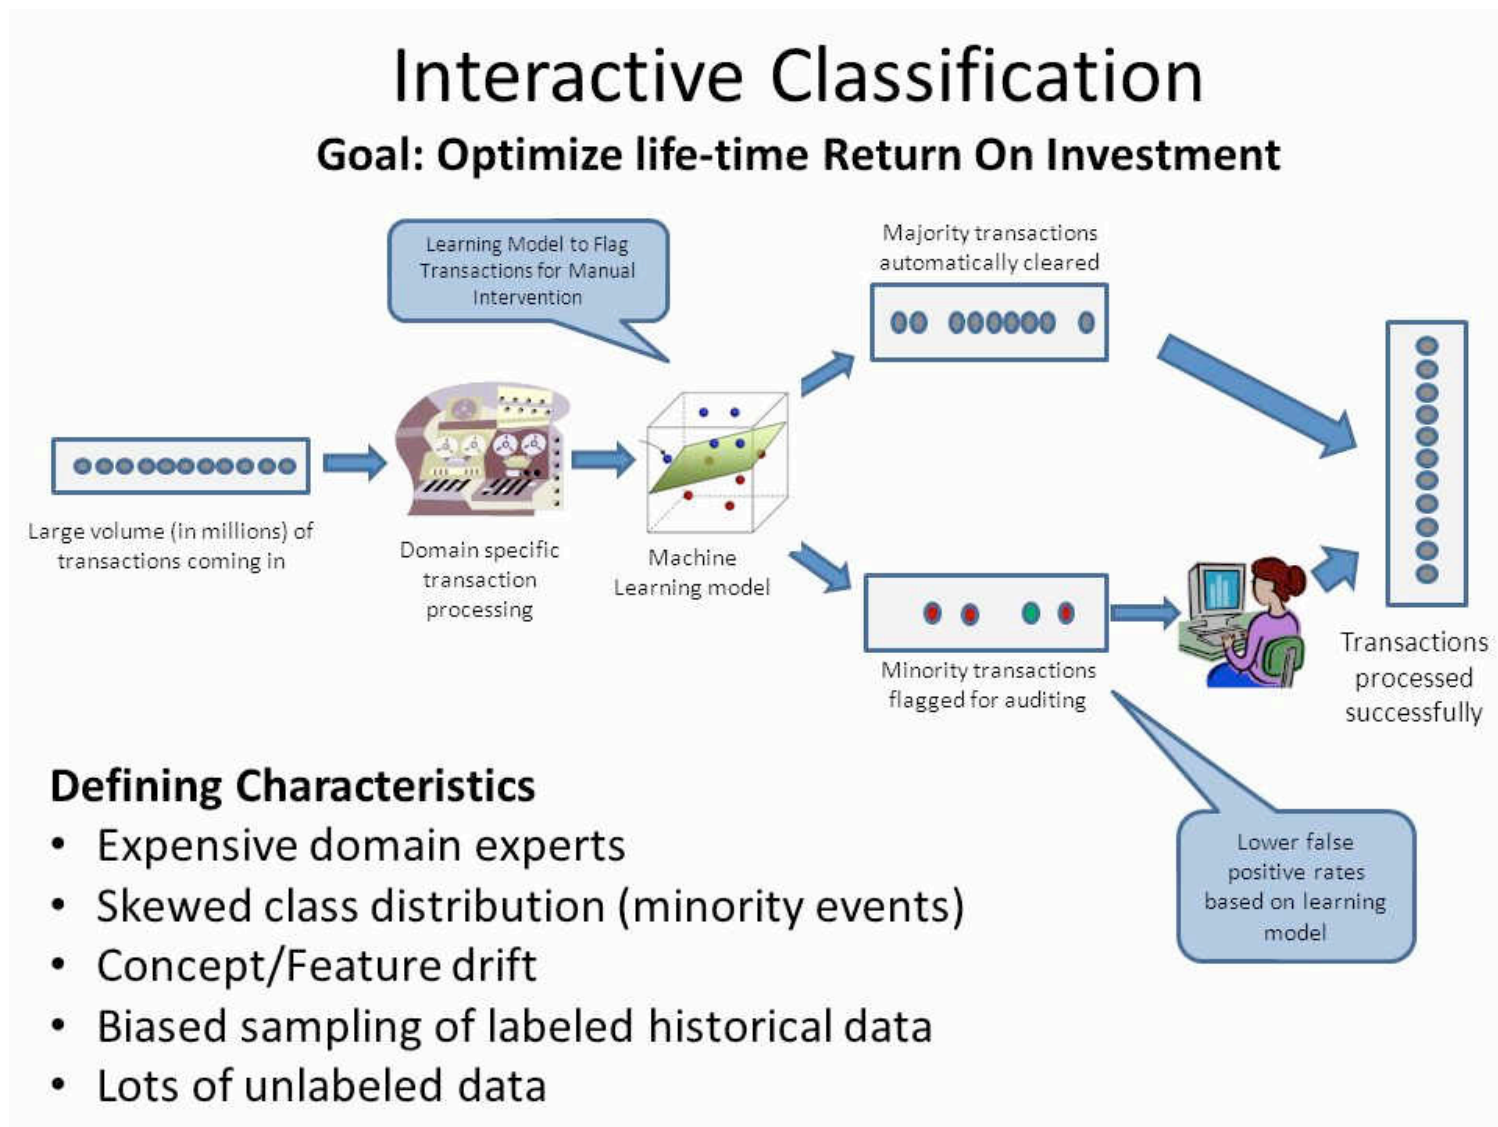 Interactive Classification
Goal: Optimize life-time Return On Investment
Learning Model to Flag
Transactions for Manual
Intervention
Majority transactions
automatically cleared
Large volume (in millions) of
transactions coming in
Domain specific
transaction
processing
Machine
Learning model
Minority transactions
flagged for auditing
Transactions
processed
successfully
Lower false
positive rates
based on learning
model
Defining Characteristics
• Expensive domain experts
• Skewed class distribution (minority events)
• Concept/Feature drift
• Biased sampling of labeled historical data
• Lots of unlabeled data